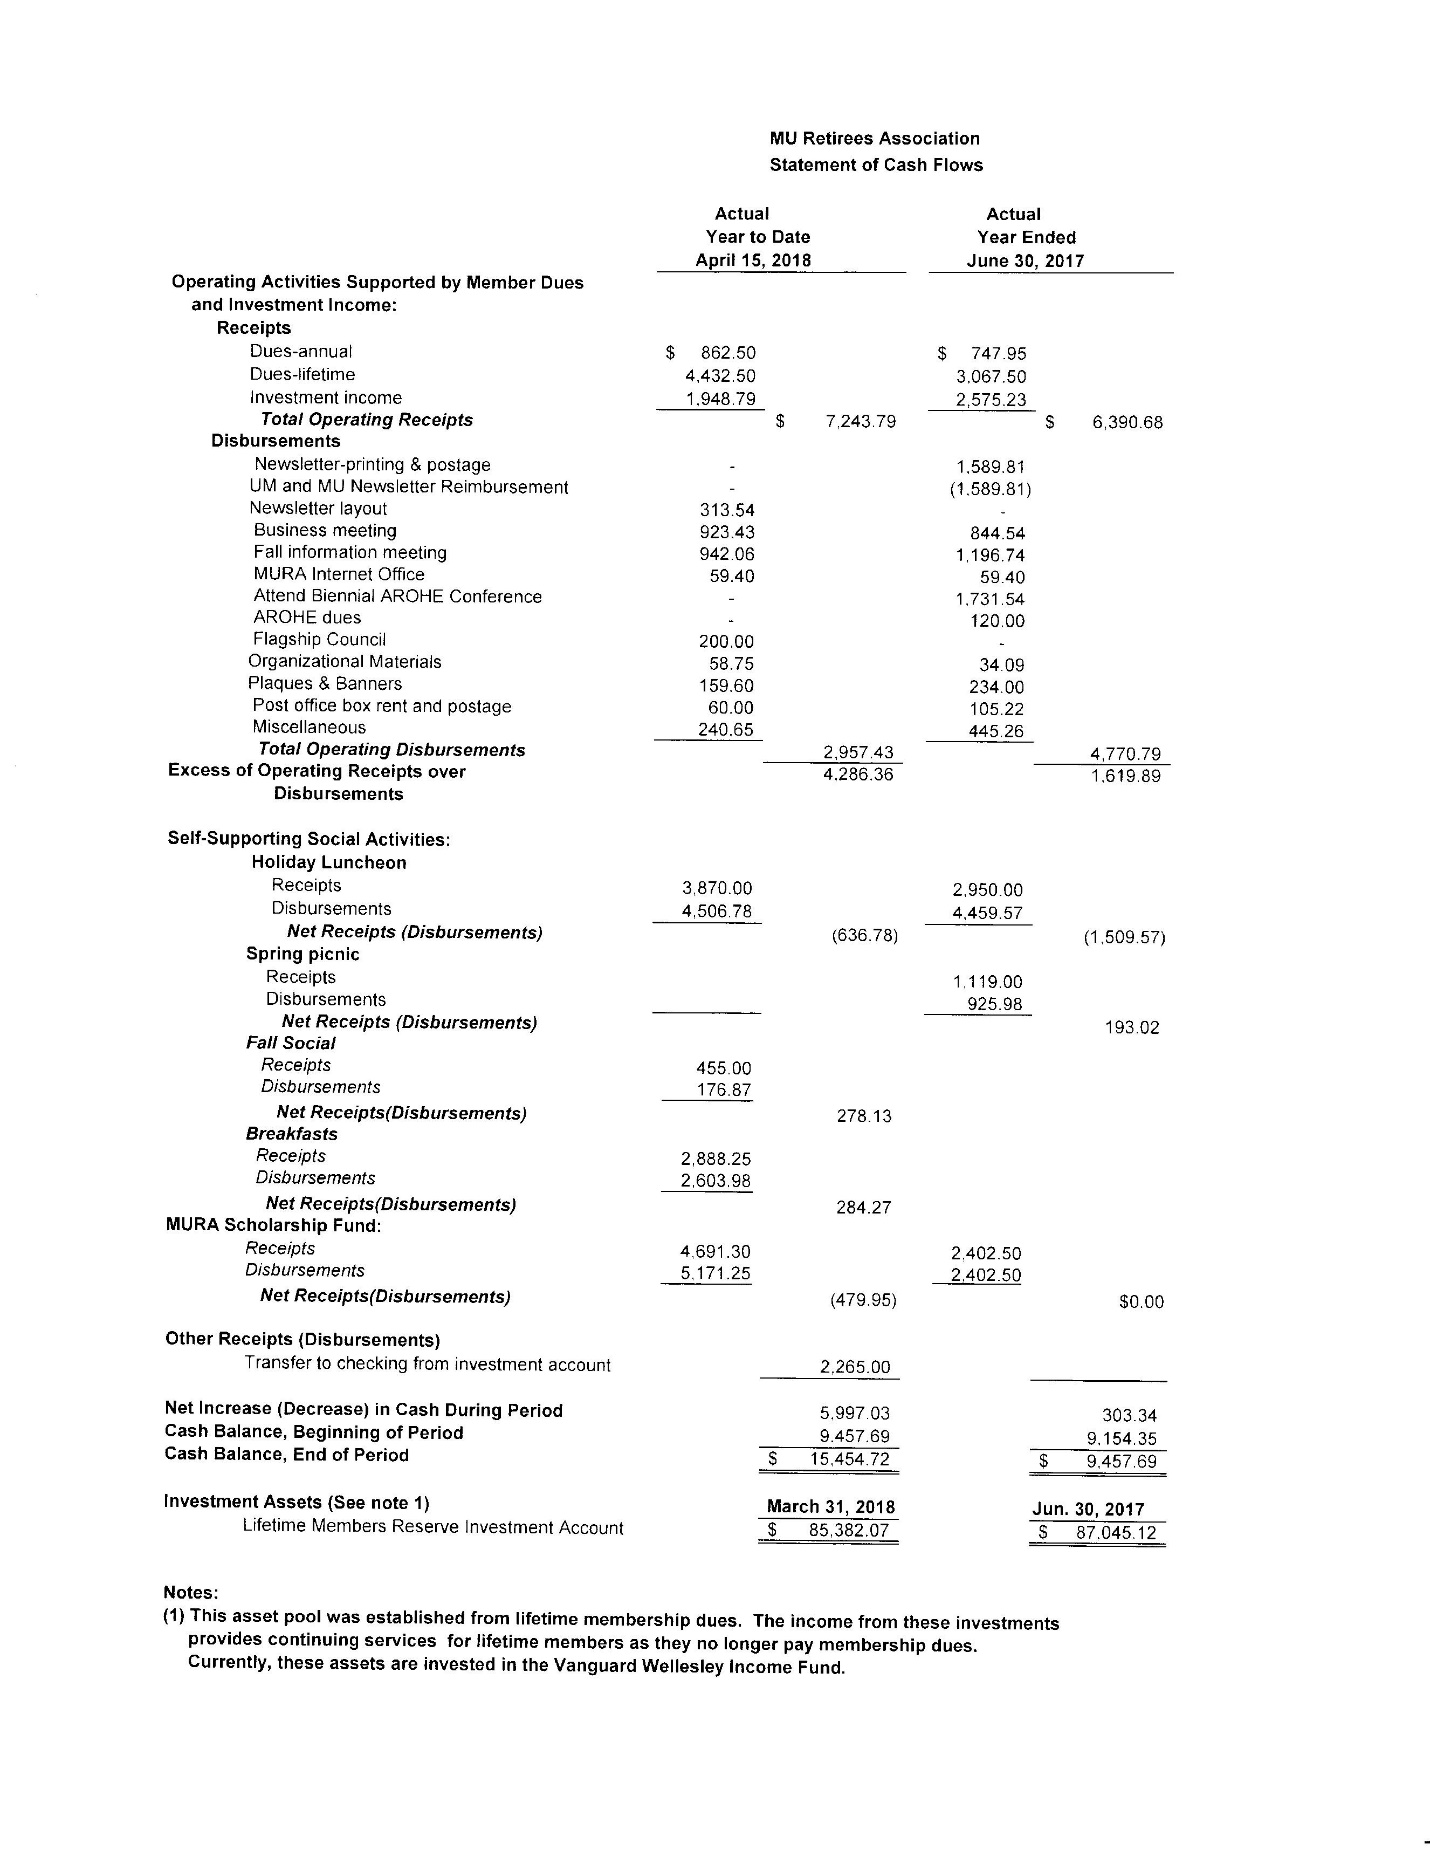 MU Retirees Association
Statement of Cash Flows
Actual Actual
Year to Date Year Ended
April 15, 2018 June 30, 2017
Operating Activities Supported by Member Dues
and Investment Income:
Receipts
Dues-annual $ 862.50 $ 747.95
Dues-lifetime 4,432.50 3,067.50
Investment income 1,948.79 2,575.23
Total Operating Receipts $ 7,243.79 $ 6,390.68
Disbursements
Newsletter-printing & postage - 1,589.81
UM and MU Newsletter Reimbursement - (1,589.81)
Newsletter layout 313.54 -
Business meeting 923.43 844.54
Fall information meeting 942.06 1,196.74
MURA Internet Office 59.40 59.40
Attend Biennial AROHE Conference - 1,731.54
AROHE dues - 120.00
Flagship Council 200.00 -
Organizational Materials 58.75 34.09
Plaques & Banners 159.60 234.00
Post office box rent and postage 60.00 105.22
Miscellaneous 240.65 445.26
Total Operating Disbursements 2,957.43 4,770.79
Excess of Operating Receipts over 4,286.36 1,619.89
Disbursements
Self-Supporting Social Activities:
Holiday Luncheon
Receipts 3,870.00 2,950.00
Disbursements 4,506.78 4,459.57
Net Receipts (Disbursements) (636.78) (1,509.57)
Spring picnic
Receipts 1,119.00
Disbursements 925.98
Net Receipts (Disbursements) 193.02
Fall Social
Receipts 455.00
Disbursements 176.87
Net Receipts(Disbursements) 278.13
Breakfasts
Receipts 2,888.25
Disbursements 2,603.98
Net Receipts(Disbursements) 284.27
MURA Scholarship Fund:
Receipts 4,691.30 2,402.50
Disbursements 5,171.25 2,402.50
Net Receipts(Disbursements) (479.95) $0.00
Other Receipts (Disbursements)
Transfer to checking from investment account 2,265.00
Net Increase (Decrease) in Cash During Period 5,997.03 303.34
Cash Balance, Beginning of Period 9,457.69 9,154.35
Cash Balance, End of Period $ 15,454.72 $ 9,457.69
Investment Assets (See note 1) March 31, 2018 Jun. 30, 2017
Lifetime Members Reserve Investment Account $ 85,382.07 $ 87,045.12
Notes:
(1) This asset pool was established from lifetime membership dues. The income from these investments
provides continuing services for lifetime members as they no longer pay membership dues.
Currently, these assets are invested in the Vanguard Wellesley Income Fund.